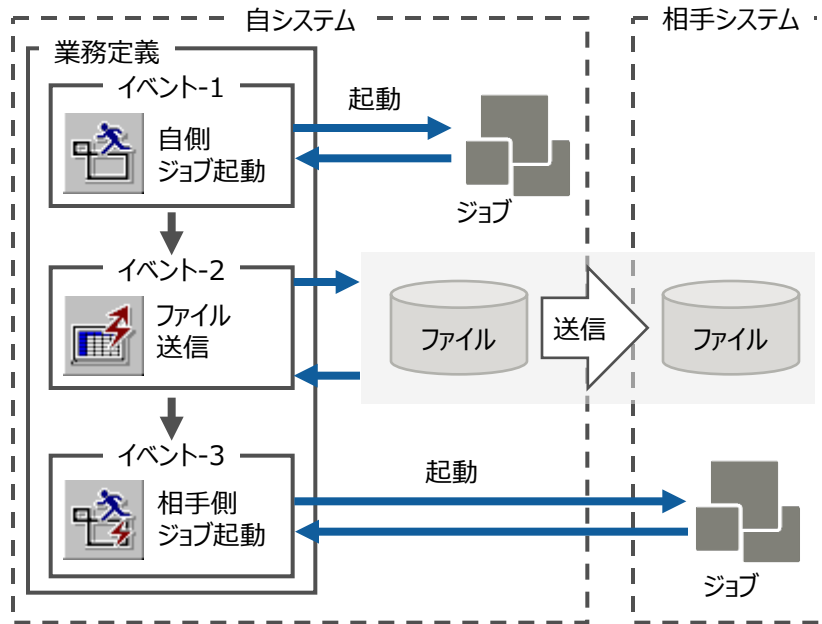 自システム
相手システム
業務定義
イベント-1
自側
ジョブ起動
起動
ジョブ
イベント-2
ファイル
送信
ファイル
送信
ファイル
イベント-3
相手側
ジョブ起動
起動
ジョブ